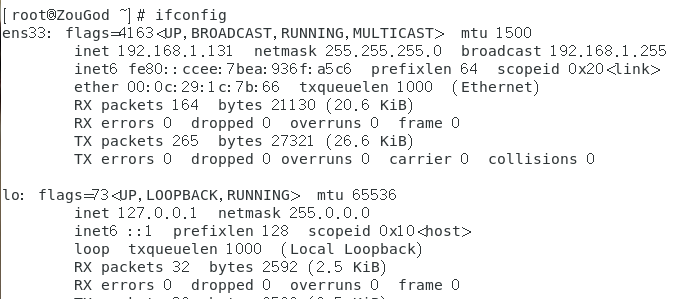 [root@ZouGod ~]# ifconfig
ens33: flags=4163<UP,BROADCAST,RUNNING,MULTICAST>  mtu 1500
        inet 192.168.1.131  netmask 255.255.255.0  broadcast 192.168.1.255
        inet6 fe80::ccee:7bea:936f:a5c6  prefixlen 64  scopeid 0x20<link>
        ether 00:0c:29:1c:7b:66  txqueuelen 1000  (Ethernet)
        RX packets 164  bytes 21130 (20.6 KiB)
        RX errors 0  dropped 0  overruns 0  frame 0
        TX packets 265  bytes 27321 (26.6 KiB)
        TX errors 0  dropped 0 overruns 0  carrier 0  collisions 0

lo: flags=73<UP,LOOPBACK,RUNNING>  mtu 65536
        inet 127.0.0.1  netmask 255.0.0.0
        inet6 ::1  prefixlen 128  scopeid 0x10<host>
        loop  txqueuelen 1000  (Local Loopback)
        RX packets 32  bytes 2592 (2.5 KiB)
        RX errors 0  dropped 0  overruns 0  frame 0